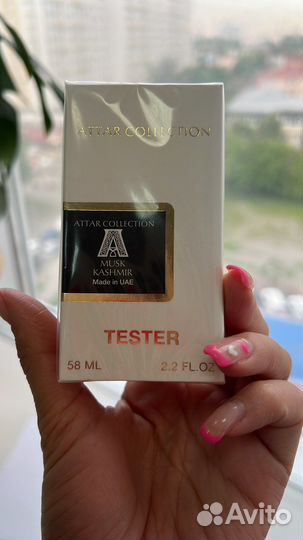 ATTAR COLLECTION
ATTAR COLLECTION
A
MUSK
KASHMIR
Made in UAE
TESTER
58 ML 2.2 FL.OZ
Avito